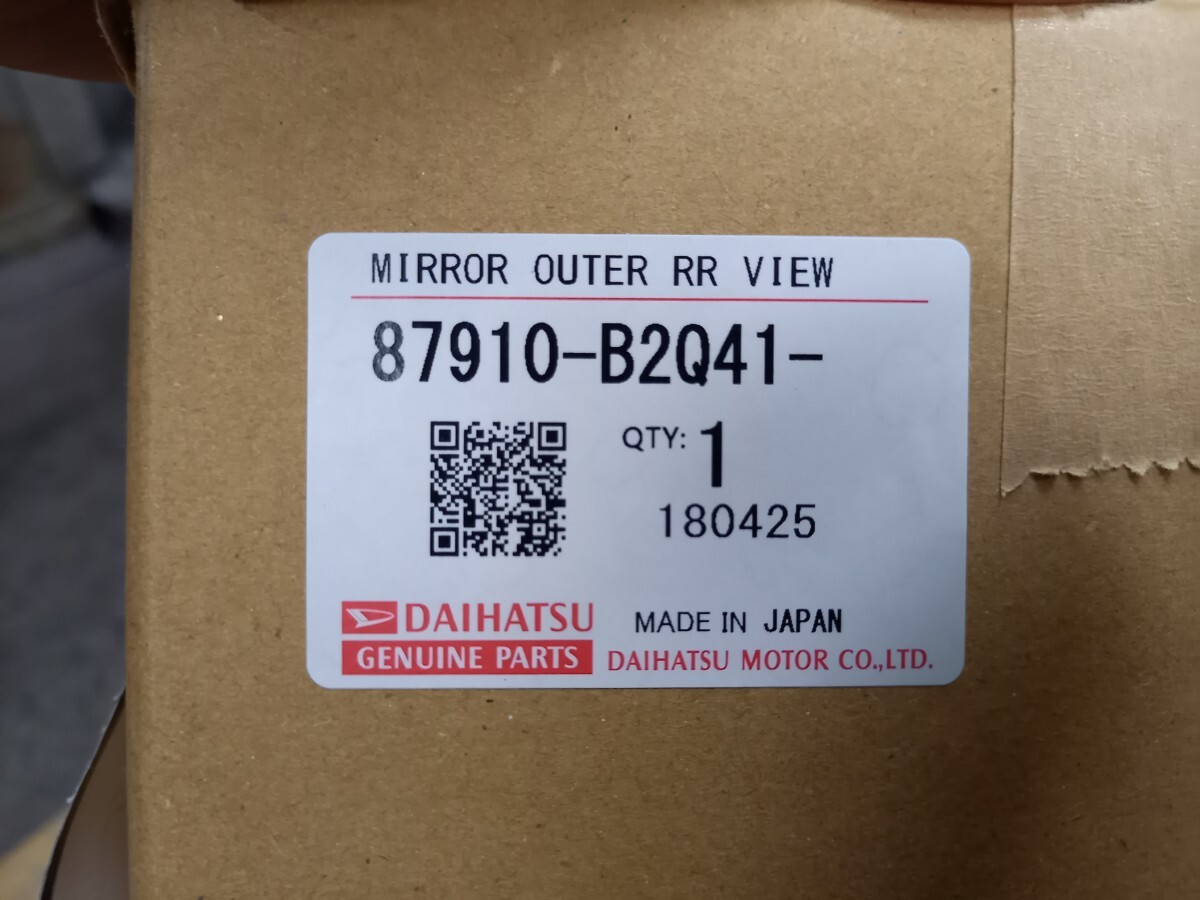 MIRROR OUTER RR VIEW
87910-B2Q41-
QTY: 1
180425
DAIHATSU MADE IN JAPAN
GENUINE PARTS DAIHATSU MOTOR CO.,LTD.